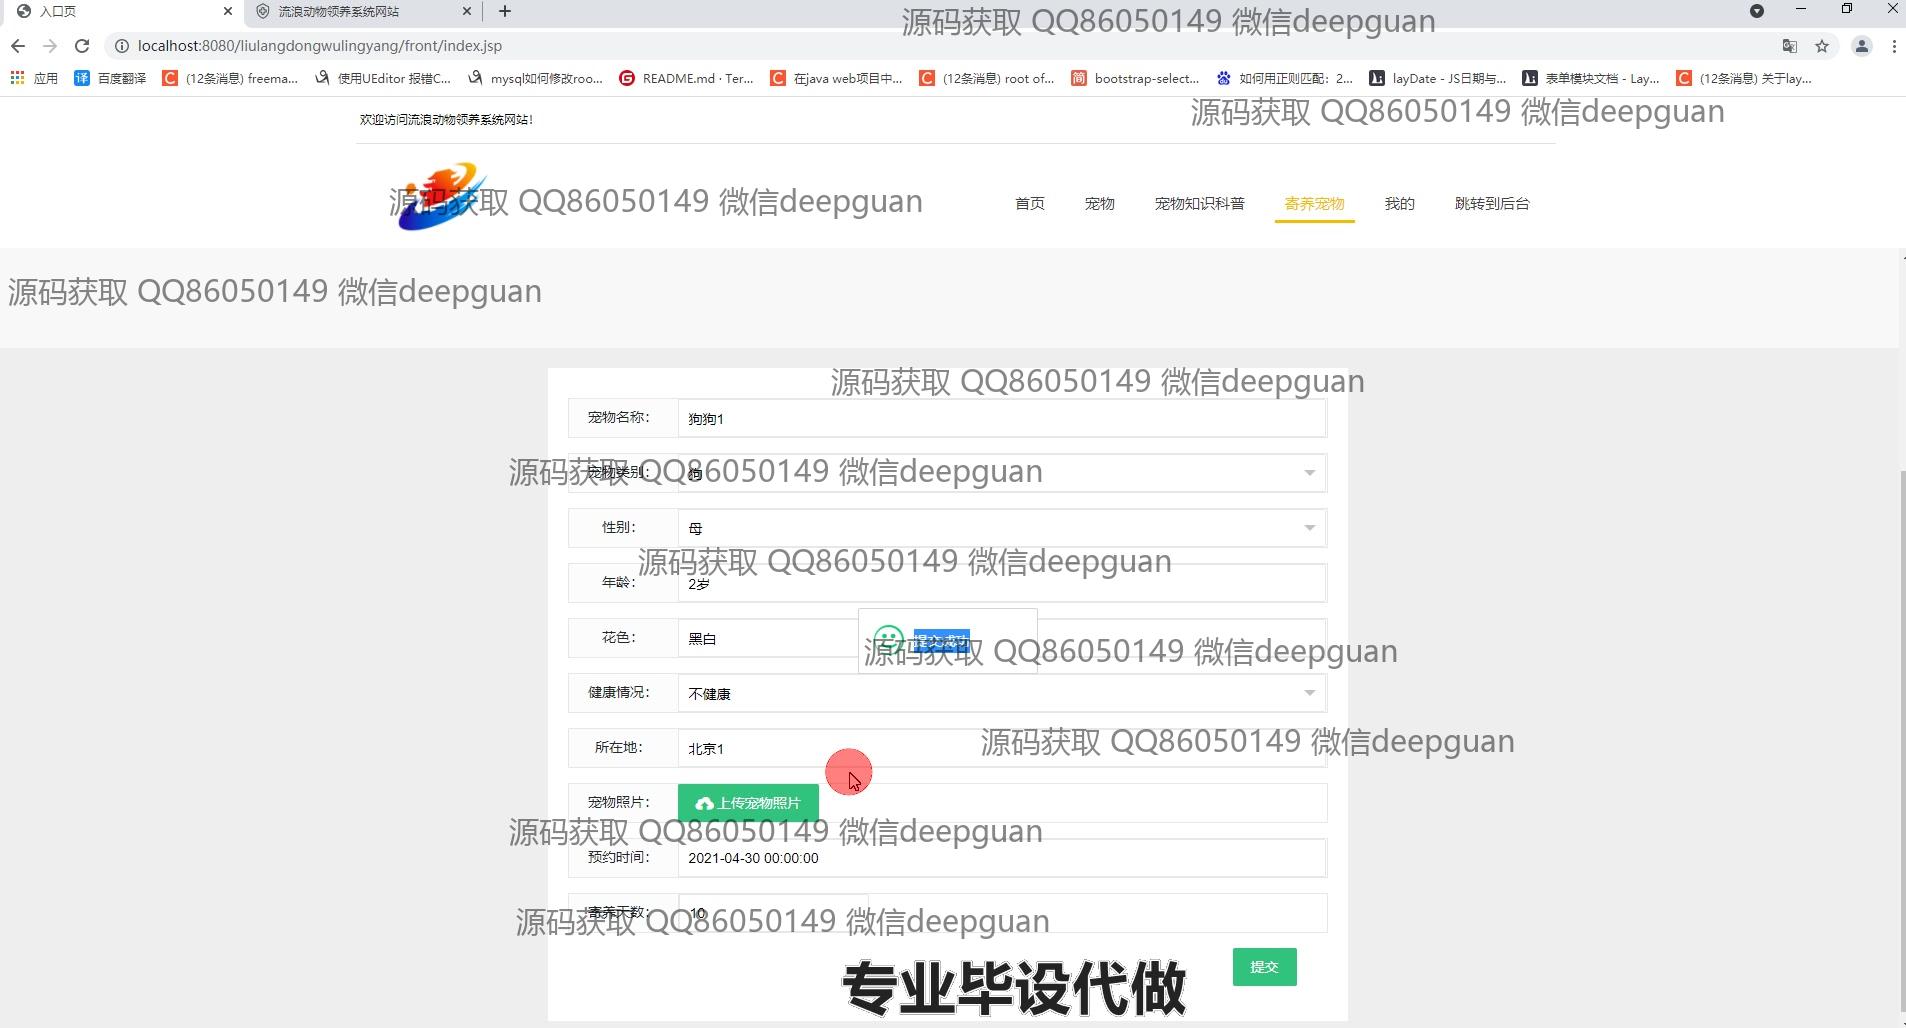 入口页
流浪动物领养系统网站
源码获取 QQ86050149 微信deepguan
localhost:8080/liulangdongwulingyang/front/index.jsp
应用
百度翻译
(12条消息) freema...
使用UEditor 报错C...
mysql如何修改roo...
README.md · Ter...
在java web项目中...
(12条消息) root of...
bootstrap-select...
如何用正则匹配：2...
layDate - JS日期与...
表单模块文档 - Lay...
(12条消息) 关于lay...
欢迎访问流浪动物领养系统网站！
源码获取 QQ86050149 微信deepguan
源码获取 QQ86050149 微信deepguan
首页
宠物
宠物知识科普
寄养宠物
我的
跳转到后台
源码获取 QQ86050149 微信deepguan
源码获取 QQ86050149 微信deepguan
宠物名称：
狗狗1
宠物类别：
狗
源码获取 QQ86050149 微信deepguan
性别：
母
源码获取 QQ86050149 微信deepguan
年龄：
2岁
花色：
黑白
提交成功
源码获取 QQ86050149 微信deepguan
健康情况：
不健康
所在地：
北京1
源码获取 QQ86050149 微信deepguan
宠物照片：
上传宠物照片
源码获取 QQ86050149 微信deepguan
预约时间：
2021-04-30 00:00:00
寄养天数：
10
源码获取 QQ86050149 微信deepguan
提交
专业毕设代做